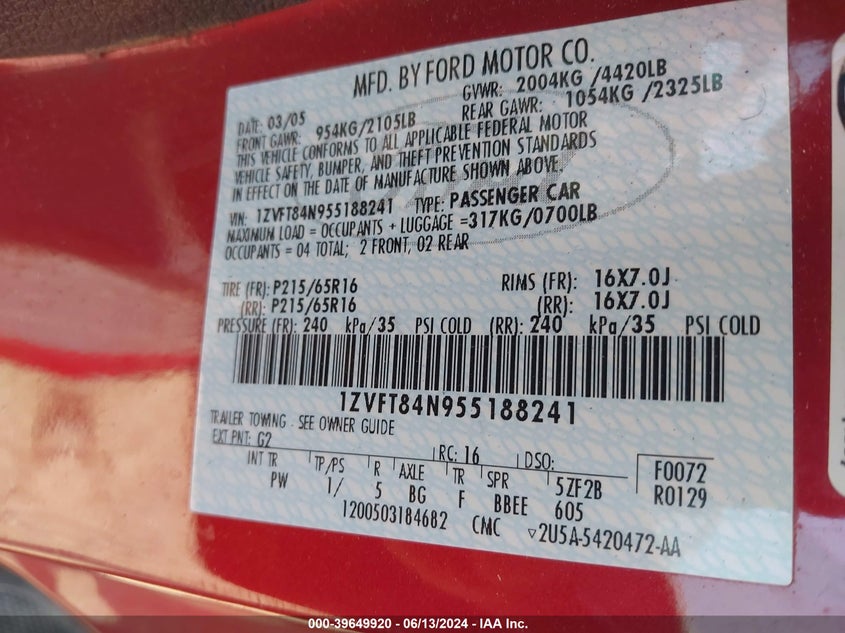 MFD. BY FORD MOTOR CO.
DATE: 03/05 GVWR: 2004KG /4420LB
FRONT GAWR: 954KG/2105LB REAR GAWR: 1054KG /2325LB
THIS VEHICLE CONFORMS TO ALL APPLICABLE FEDERAL MOTOR
VEHICLE SAFETY, BUMPER, AND THEFT PREVENTION STANDARDS
IN EFFECT ON THE DATE OF MANUFACTURE SHOWN ABOVE.
VIN: 1ZVFT84N955188241 TYPE: PASSENGER CAR
MAXIMUM LOAD = OCCUPANTS + LUGGAGE =317KG/0700LB
OCCUPANTS = 04 TOTAL; 2 FRONT, 02 REAR
TIRE (FR): P215/65R16 RIMS (FR): 16X7.0J
(RR): P215/65R16 (RR): 16X7.0J
PRESSURE (FR): 240 kPa/35 PSI COLD (RR): 240 kPa/35 PSI COLD
1ZVFT84N955188241
TRAILER TOWING - SEE OWNER GUIDE
EXT PNT: G2 RC: 16 DSO: F0072
INT TR TP/PS R AXLE TR SPR 5ZF2B R0129
PW 1/ 5 BG F BBEE 605
1200503184682 CMC 2U5A-5420472-AA
000-39649920 - 06/13/2024 - IAA Inc.